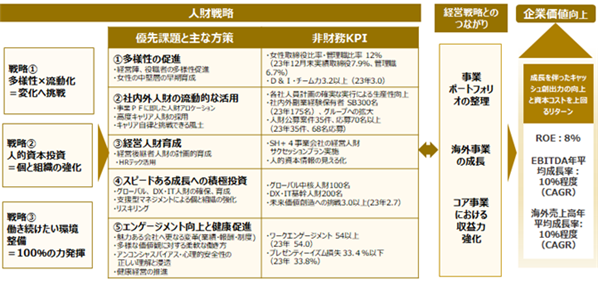 人財戦略
優先課題と主な方策
非財務KPI
経営戦略との
つながり
企業価値向上
戦略①
多様性×流動化
=変化へ挑戦
戦略②
人的資本投資
=個と組織の強化
戦略③
働き続けたい環境
整備
=100%の力発揮
①多様性の促進
・経営陣、役職者の多様性促進
・女性の中堅層の早期育成
・女性取締役比率・管理職比率 12%
(23年12月末実績取締役7.9%、管理職
6.7%)
・D&I・チーム力3.2以上(23年3.0)
②社内外人財の流動的な活用
・事業PFに即した人財アロケーション
・高度キャリア人財の採用
・キャリア自律と挑戦できる風土
・各社人員計画の確実な実行による生産性向上
・社内外副業経験保有者 SB300名
(23年175名)、グループへの拡大
・人財公募案件35件、応募70名以上
(23年35件、68名応募)
③経営人財育成
・経営後継者人財の計画的育成
・HRテック活用
・SH+4事業会社の経営人財
サクセッションプラン実施
・人的資本情報の見える化
④スピードある成長への積極投資
・グローバル、DX・IT人財の確保、育成
・支援型マネジメントによる個と組織の強化
・リスキリング
・グローバル中核人財100名
・DX・IT基幹人財200名
・未来価値創造への挑戦3.0以上(23年2.7)
⑤エンゲージメント向上と健康促進
・魅力ある会社へ更なる変革(業績・報酬・制度)
・多様な価値観に対する柔軟な働き方
・アンコンシャスバイアス・心理的安全性の
正しい理解と浸透
・健康経営の推進
・ワークエンゲージメント 54以上
(23年 54.0)
・プレゼンティーイズム損失 33.4%以下
(23年 33.8%)
事業
ポートフォリ
オの整理
海外事業
の成長
コア事業
における
収益力
強化
成長を伴ったキャッ
シュ創出力の向上
と資本コストを上回
るリターン
ROE:8%
EBITDA年平
均成長率:
10%程度
(CAGR)
海外売上高年
平均成長率:
10%程度
(CAGR)